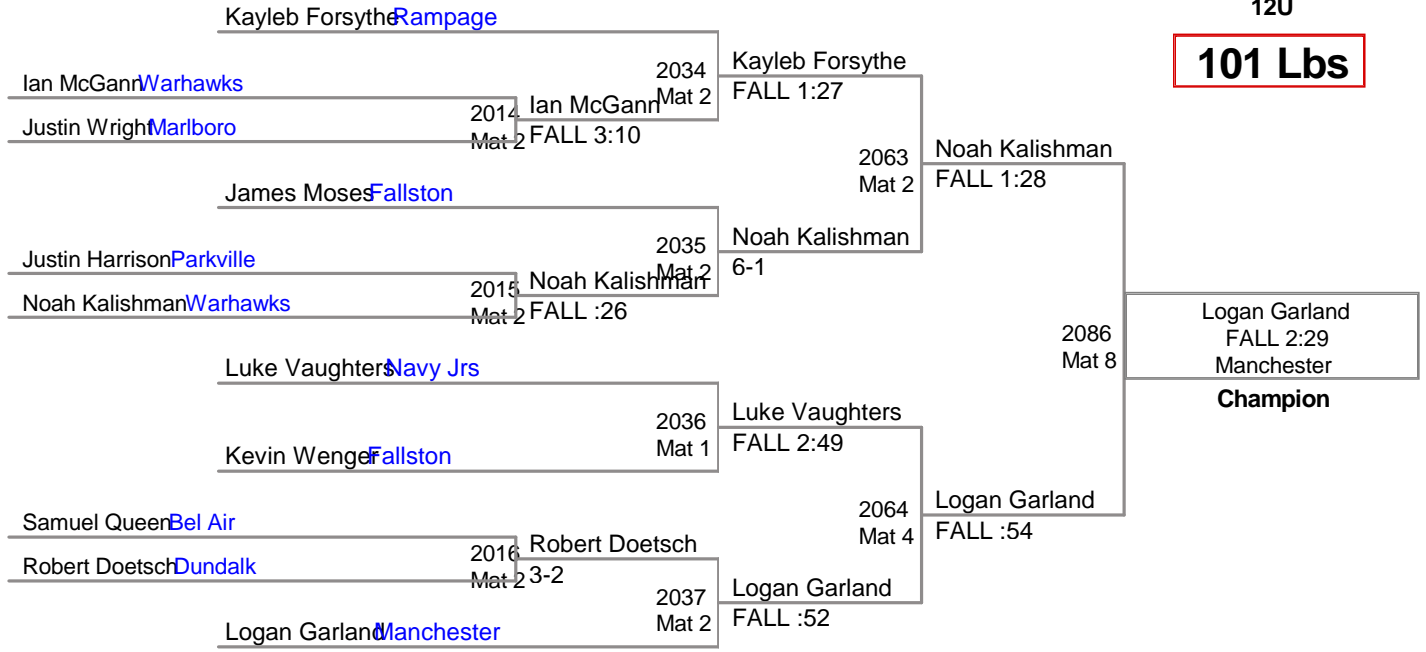 12U
101 Lbs
Kayleb Forsythe Rampage
Ian McGann Warhawks
Justin Wright Marlboro
2014
Mat 2
Ian McGann
FALL 3:10
2034
Mat 2
Kayleb Forsythe
FALL 1:27
James Moses Fallston
Justin Harrison Parkville
Noah Kalishman Warhawks
2015
Mat 2
Noah Kalishman
FALL :26
2035
Mat 2
Noah Kalishman
6-1
2063
Mat 2
Noah Kalishman
FALL 1:28
Luke Vaughters Navy Jrs
Kevin Wenger Fallston
2036
Mat 1
Luke Vaughters
FALL 2:49
Samuel Queen Bel Air
Robert Doetsch Dundalk
2016
Mat 2
Robert Doetsch
3-2
Logan Garland Manchester
2037
Mat 2
Logan Garland
FALL :52
2064
Mat 4
Logan Garland
FALL :54
2086
Mat 8
Logan Garland
FALL 2:29
Manchester
Champion